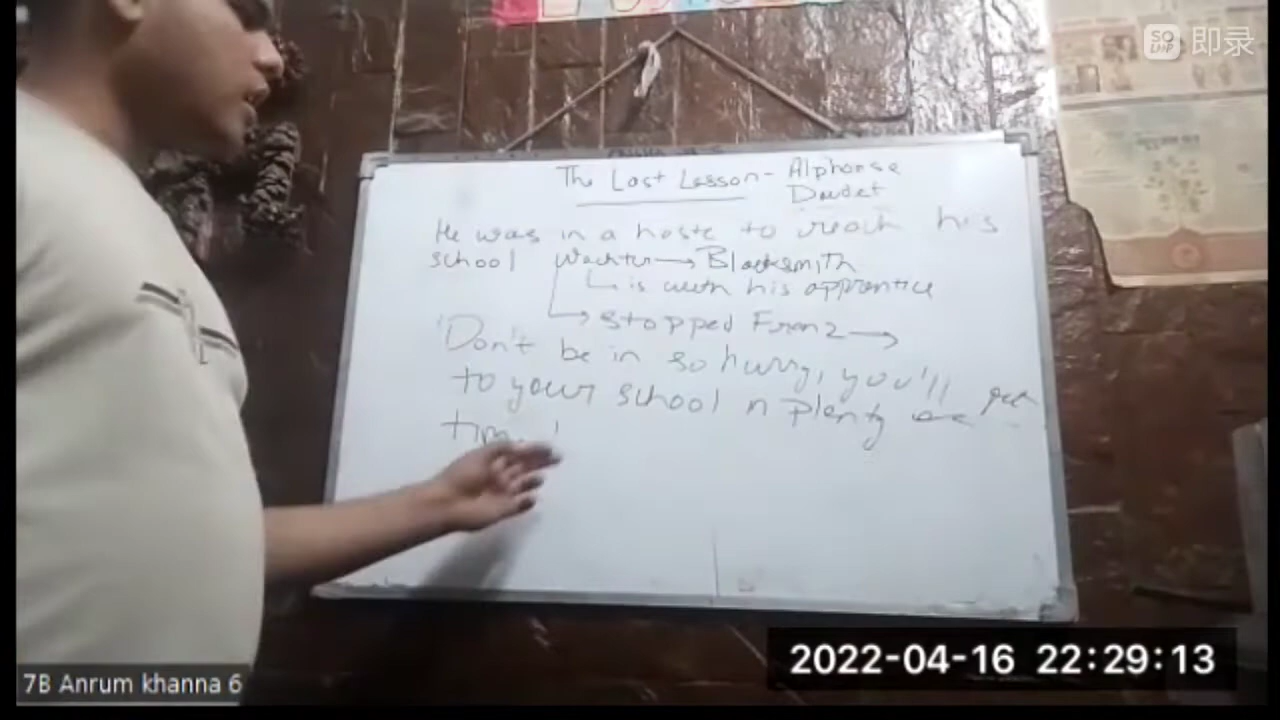 SO
LMP 即录
The Last Lesson - Alphonse
Daudet
He was in a haste to reach his
school Wachter → Blacksmith
is with his apprentice
→ Stopped Franz →
'Don't be in so hurry, you'll get
to your school n plenty
time'
2022-04-16 22:29:13
7B Anrum khanna 6